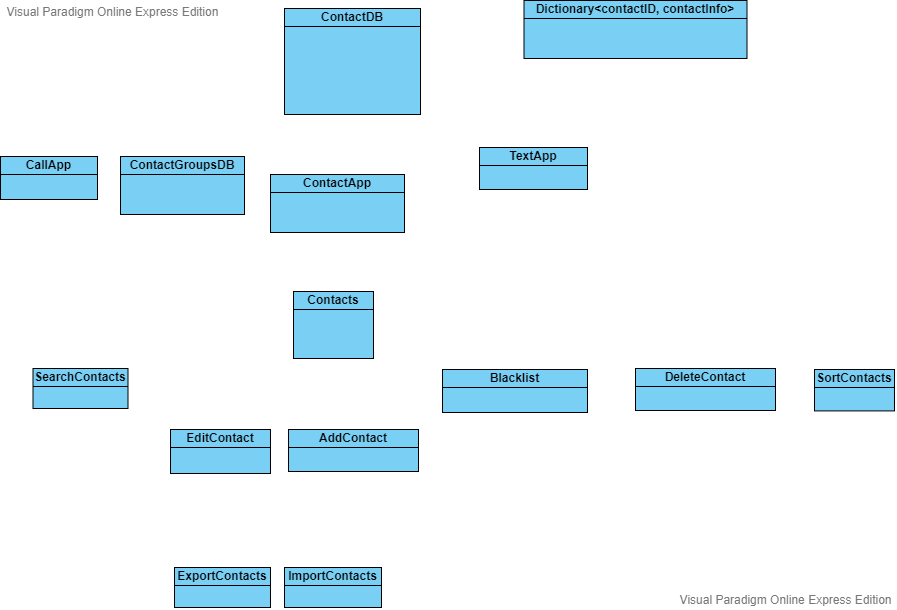 Visual Paradigm Online Express Edition
ContactDB
Dictionary<contactID, contactInfo>
CallApp
ContactGroupsDB
ContactApp
TextApp
Contacts
SearchContacts
Blacklist
DeleteContact
SortContacts
EditContact
AddContact
ExportContacts
ImportContacts
Visual Paradigm Online Express Edition